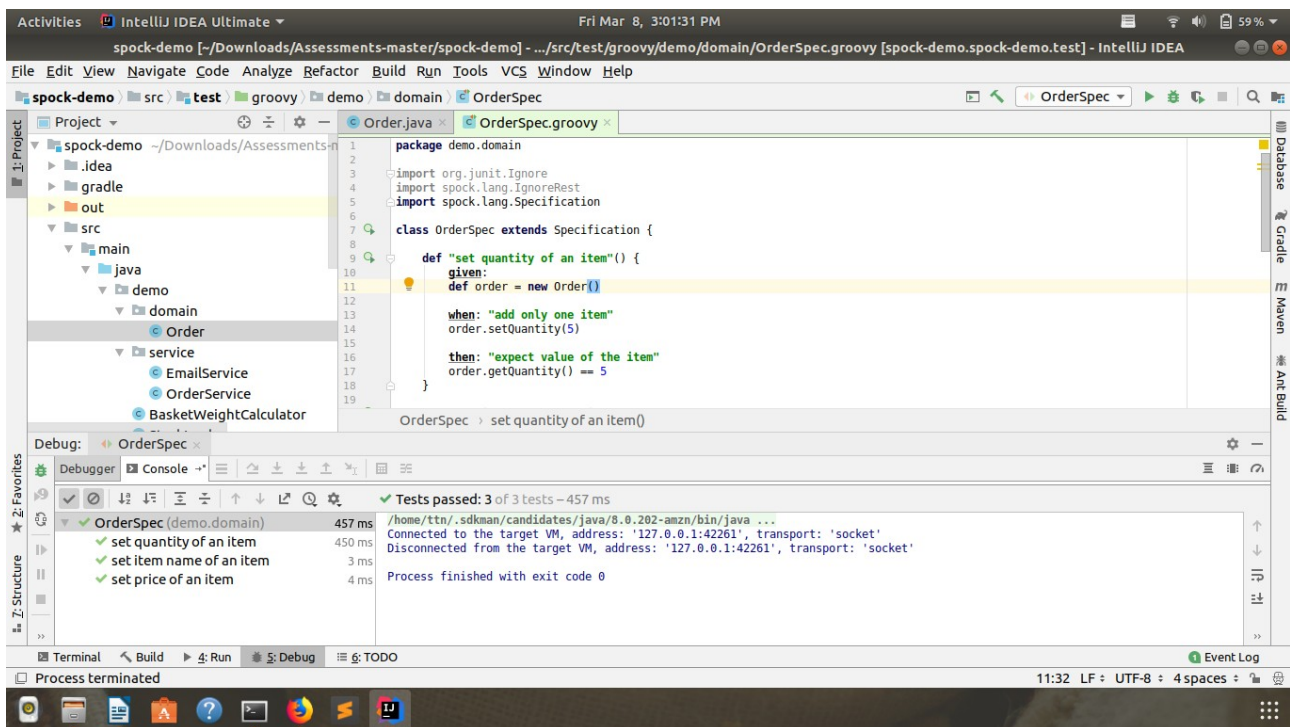 Activities IntelliJ IDEA Ultimate Fri Mar 8, 3:01:31 PM 59 %
spock-demo [~/Downloads/Assessments-master/spock-demo] - .../src/test/groovy/demo/domain/OrderSpec.groovy [spock-demo.spock-demo.test] - IntelliJ IDEA
File Edit View Navigate Code Analyze Refactor Build Run Tools VCS Window Help
spock-demo src test groovy demo domain OrderSpec OrderSpec
1: Project
Project
Order.java OrderSpec.groovy
spock-demo ~/Downloads/Assessments-
.idea
gradle
out
src
main
java
demo
domain
Order
service
EmailService
OrderService
BasketWeightCalculator
1 package demo.domain
2
3 import org.junit.Ignore
4 import spock.lang.IgnoreRest
5 import spock.lang.Specification
6
7 class OrderSpec extends Specification {
8
9 def "set quantity of an item"() {
10 given:
11 def order = new Order()
12
13 when: "add only one item"
14 order.setQuantity(5)
15
16 then: "expect value of the item"
17 order.getQuantity() == 5
18 }
19
OrderSpec › set quantity of an item()
Database
Gradle
m Maven
Ant Build
Debug: OrderSpec
Debugger Console
2: Favorites
7: Structure
Tests passed: 3 of 3 tests – 457 ms
OrderSpec (demo.domain) 457 ms
set quantity of an item 450 ms
set item name of an item 3 ms
set price of an item 4 ms
/home/ttn/.sdkman/candidates/java/8.0.202-amzn/bin/java ...
Connected to the target VM, address: '127.0.0.1:42261', transport: 'socket'
Disconnected from the target VM, address: '127.0.0.1:42261', transport: 'socket'
Process finished with exit code 0
Terminal Build 4: Run 5: Debug 6: TODO 1 Event Log
Process terminated 11:32 LF UTF-8 4 spaces